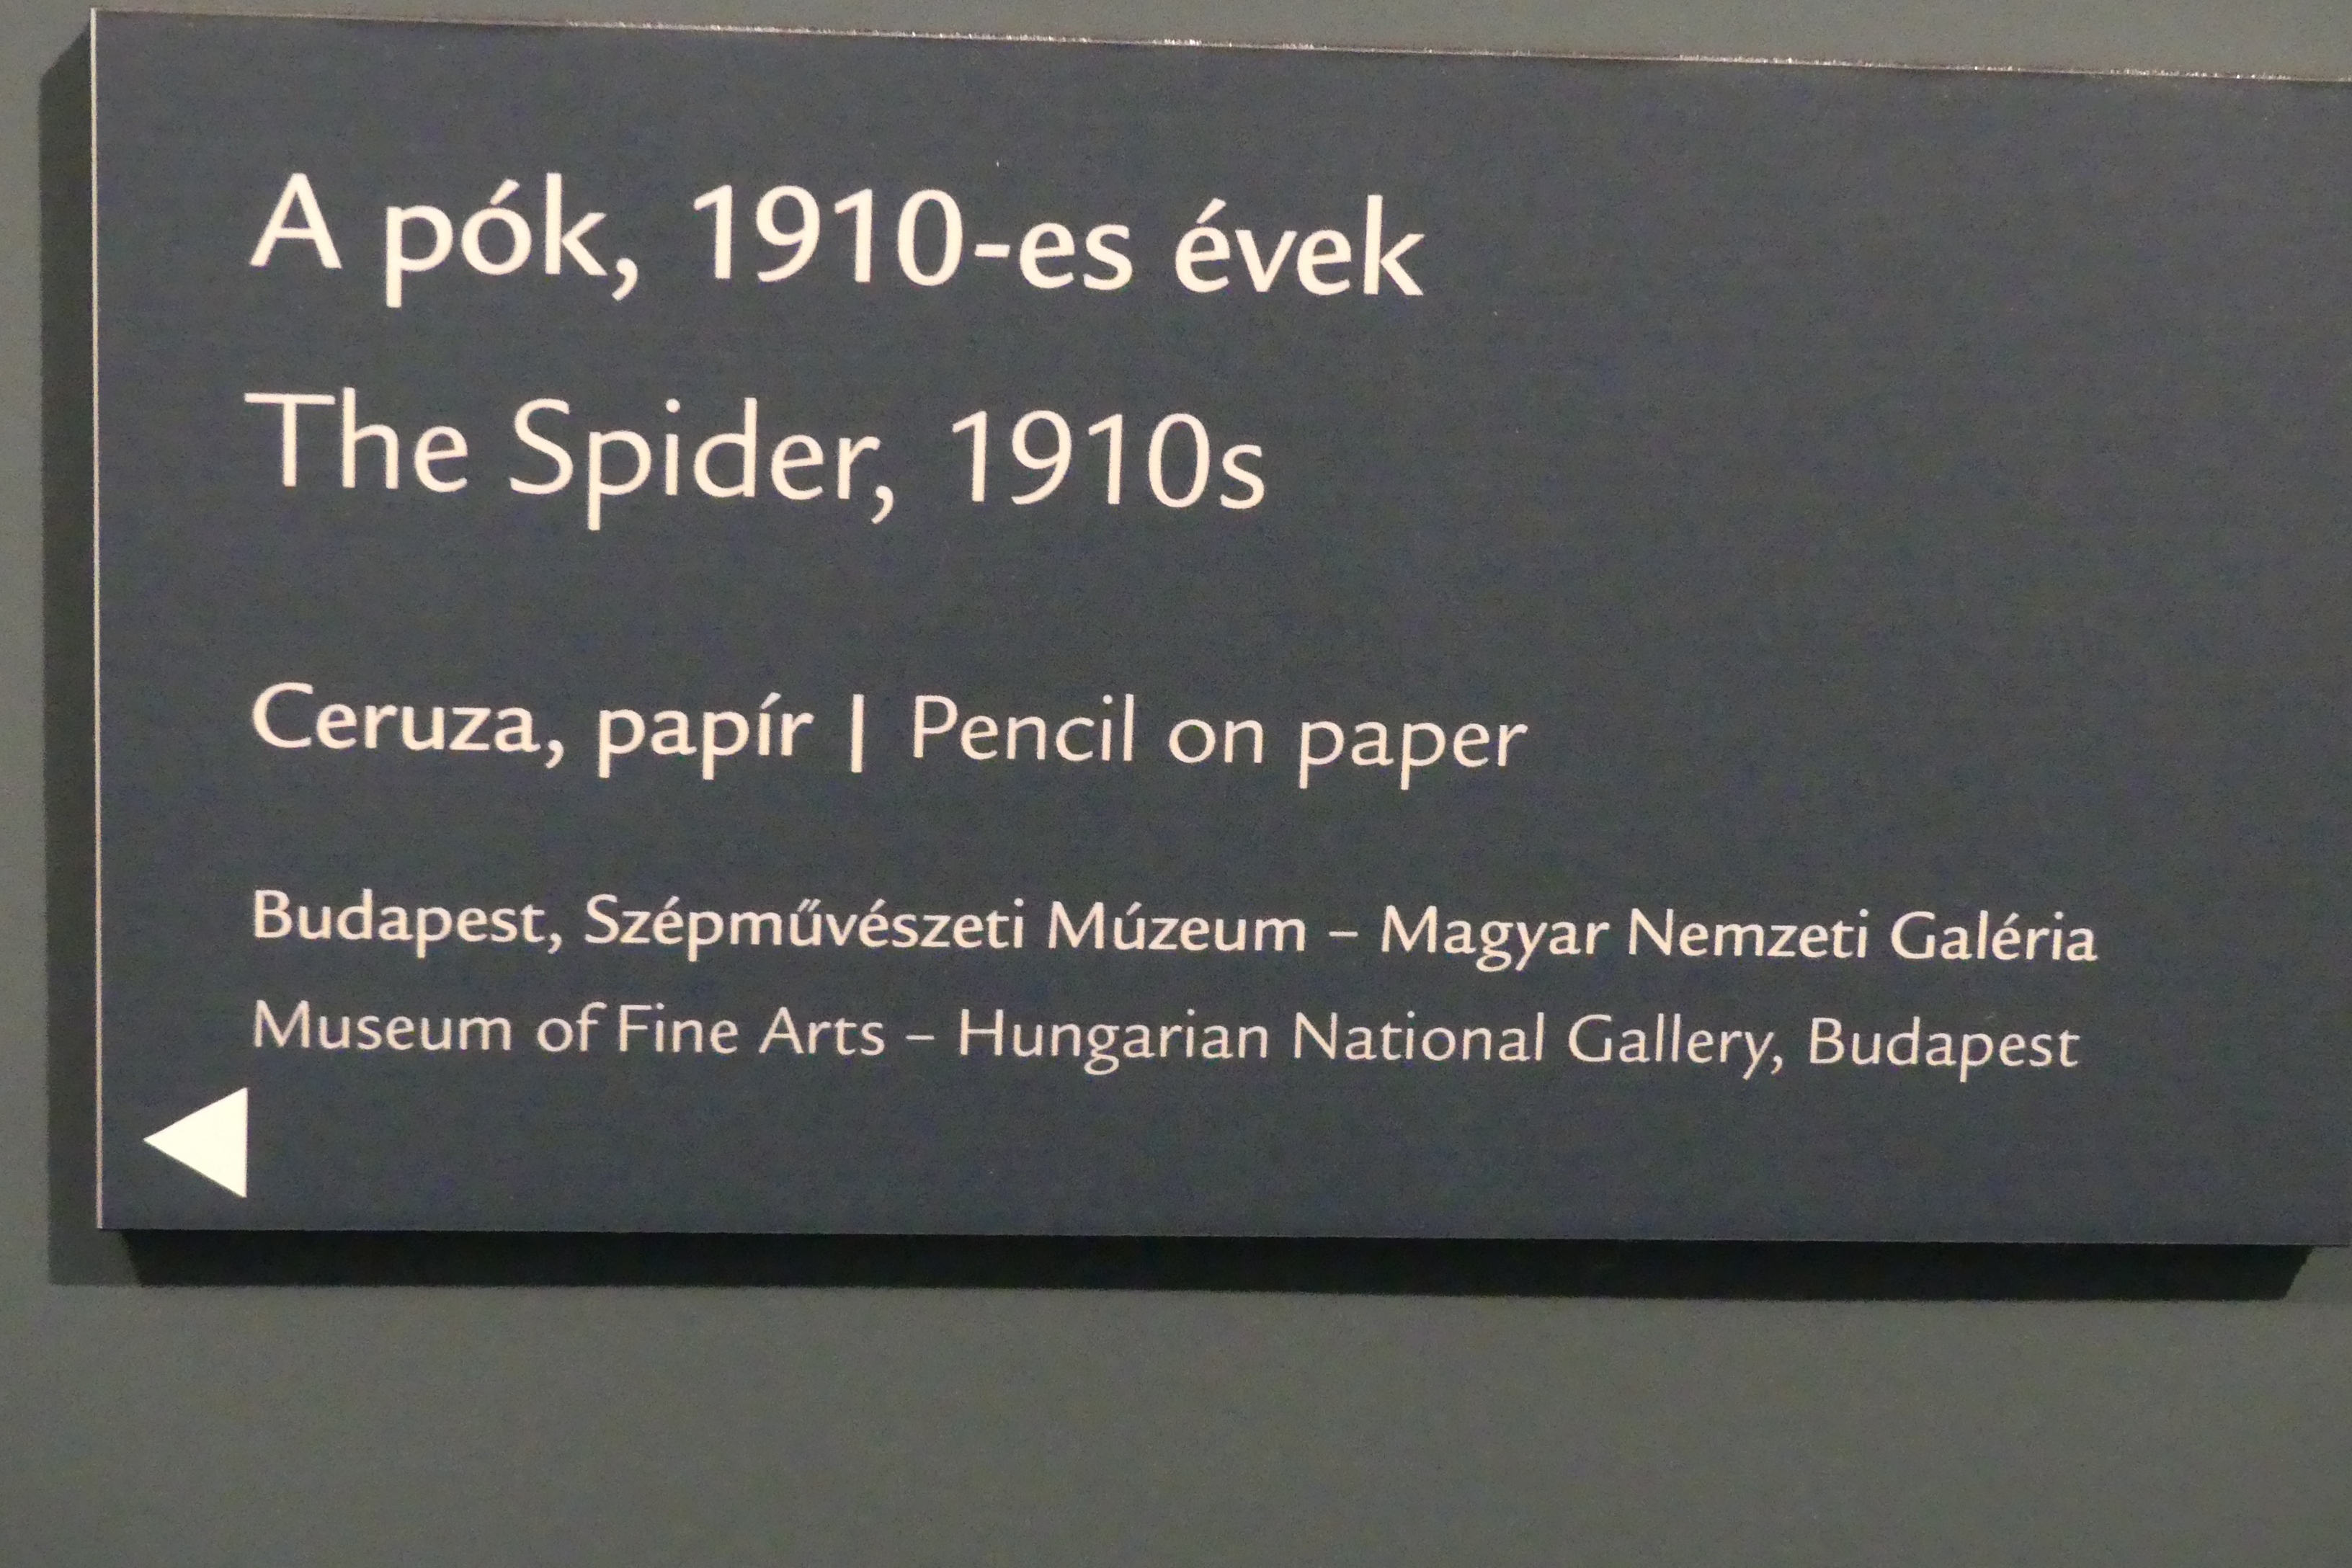 A pók, 1910-es évek
The Spider, 1910s
Ceruza, papír | Pencil on paper
Budapest, Szépművészeti Múzeum – Magyar Nemzeti Galéria
Museum of Fine Arts – Hungarian National Gallery, Budapest